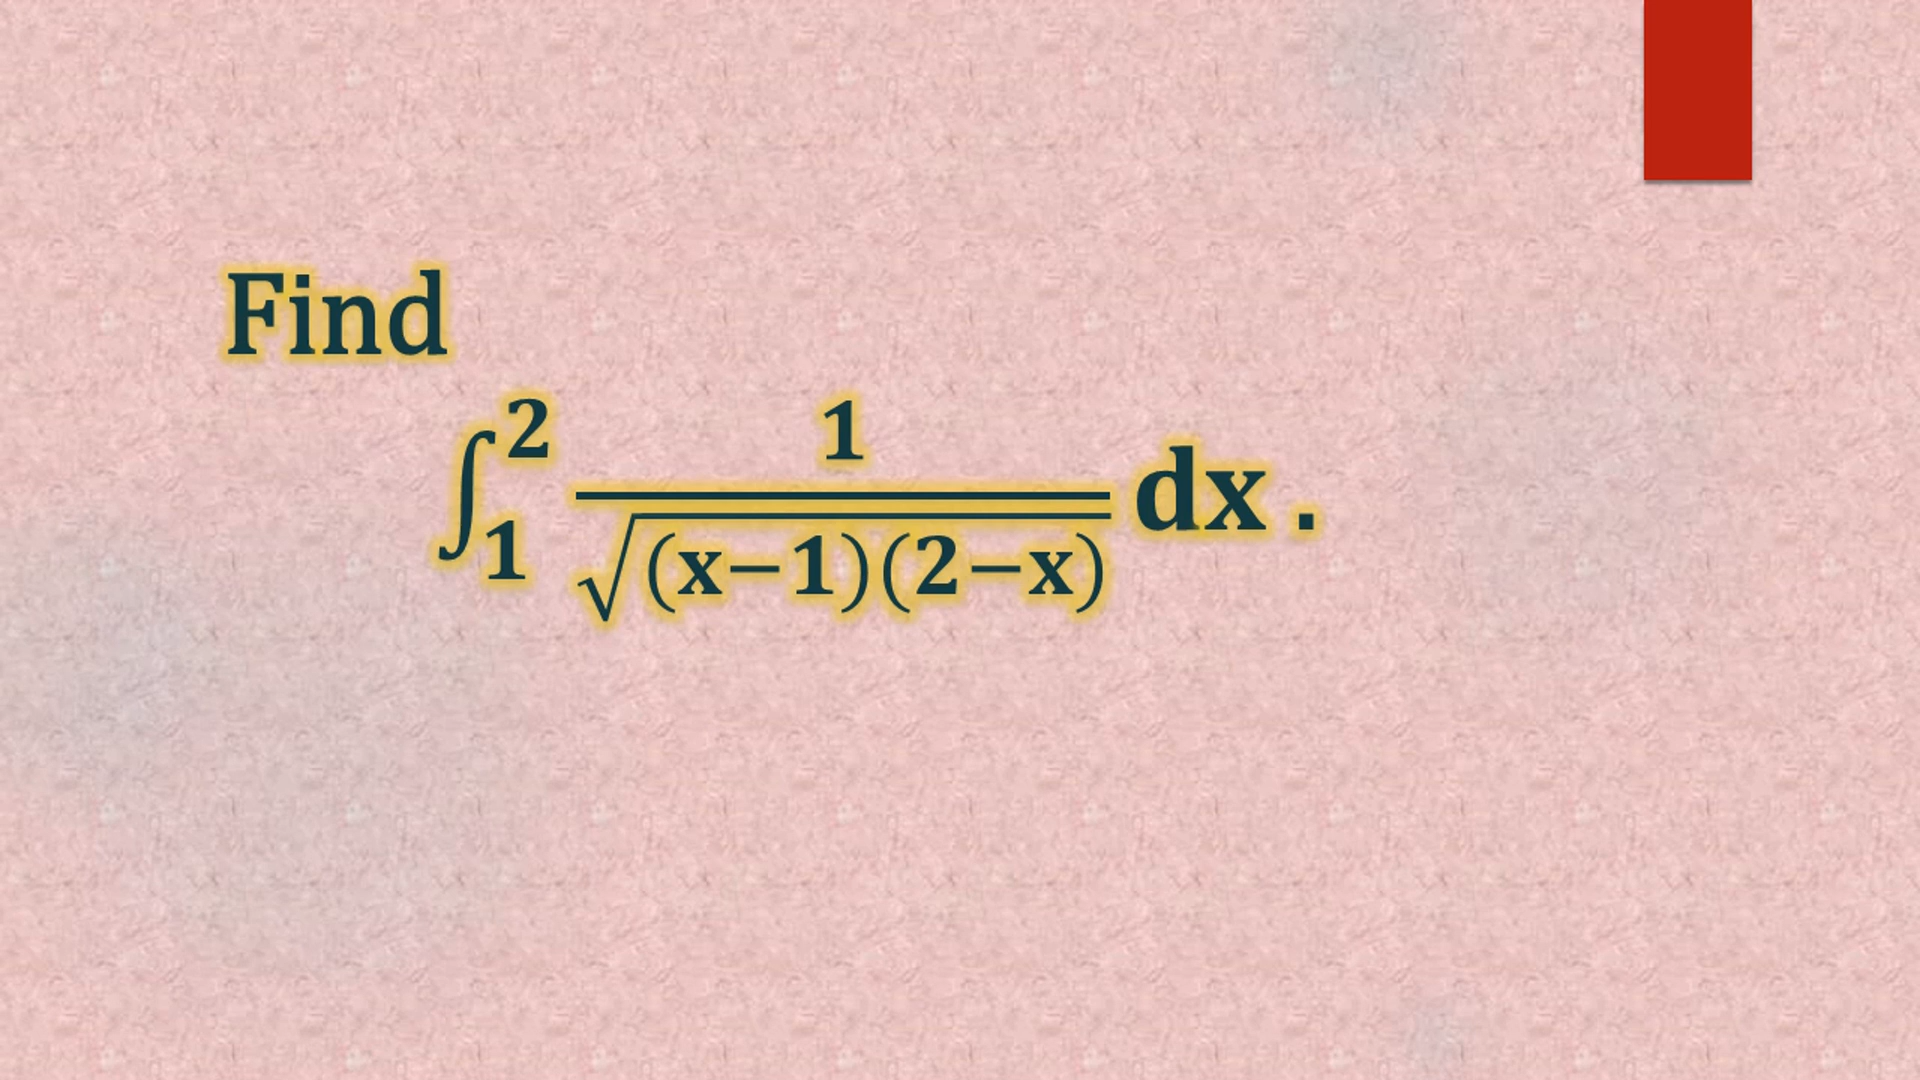 Find
∫₁² 1/√((x−1)(2−x)) dx .